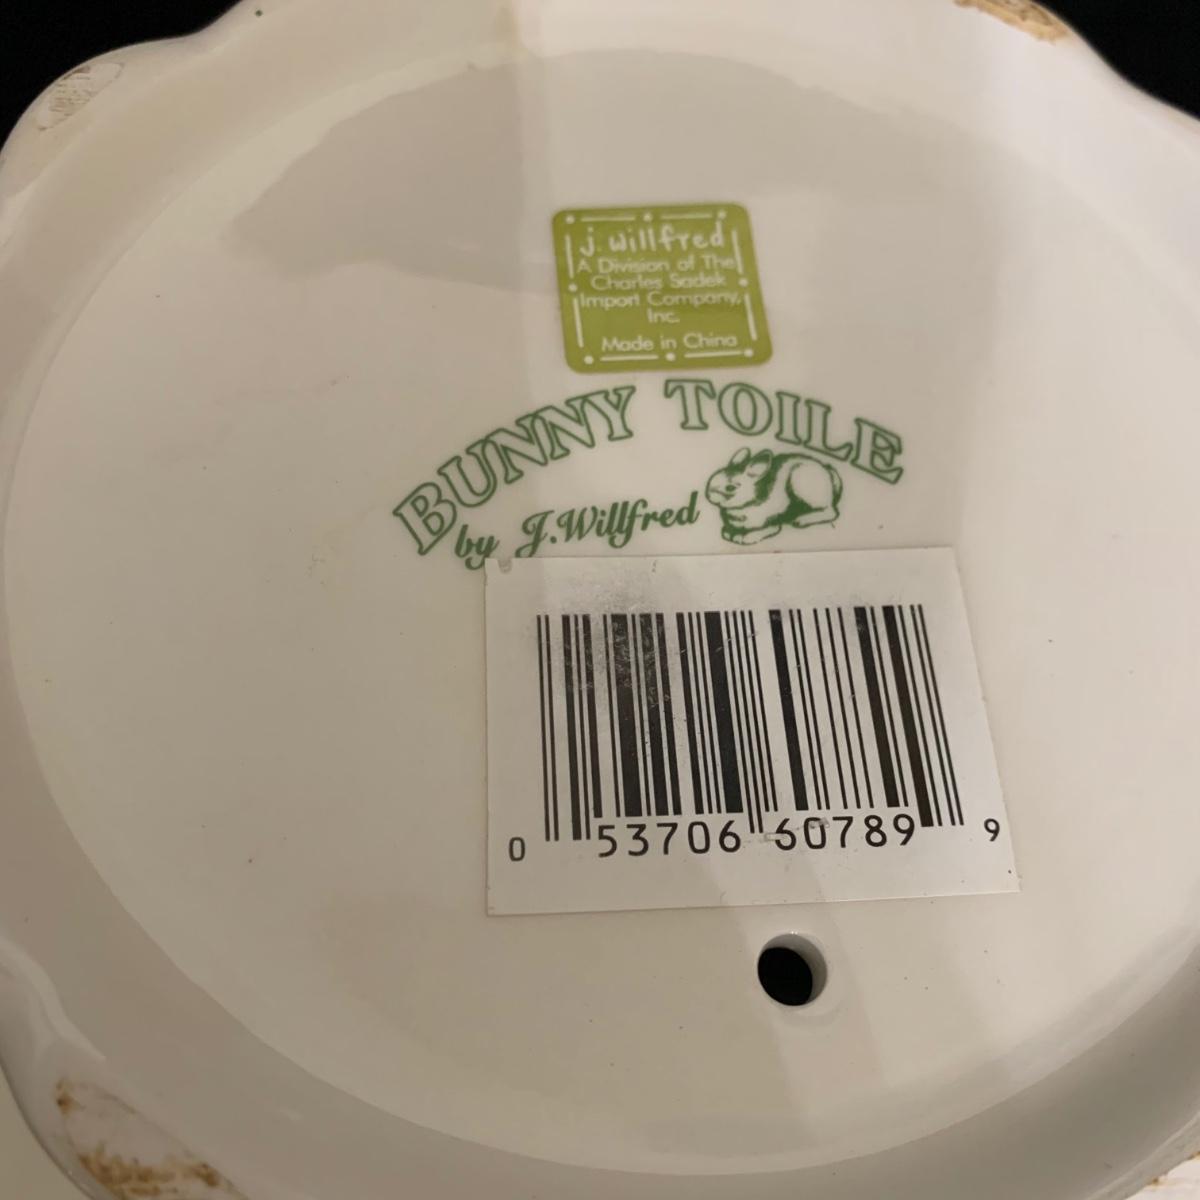 j. willfred
A Division of The
Charles Sadek
Import Company,
Inc.
Made in China
BUNNY TOILE
by J.Willfred
0 53706 60789 9